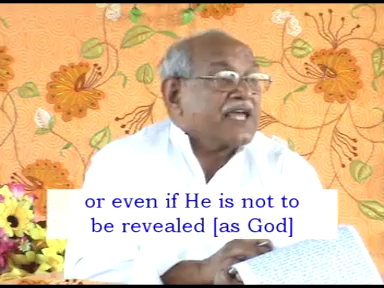 or even if He is not to
be revealed [as God]